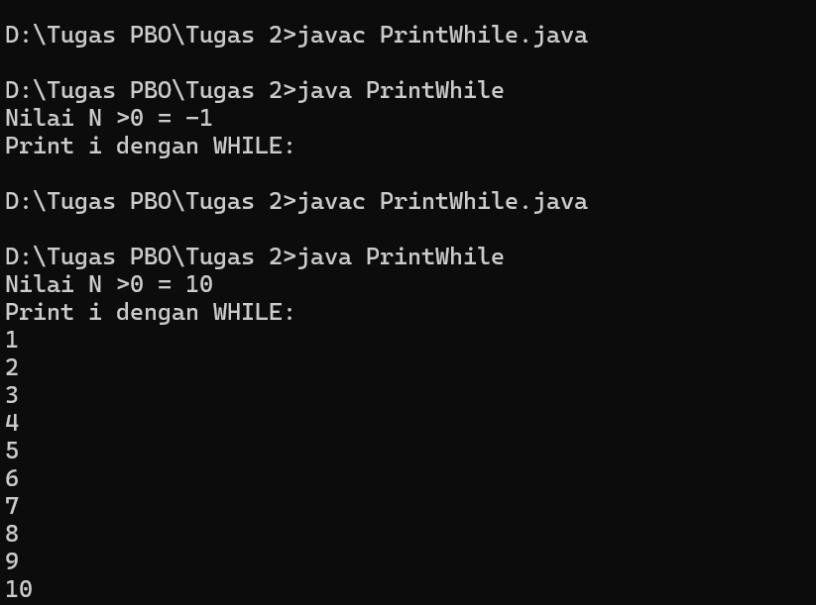 D:\Tugas PBO\Tugas 2>javac PrintWhile.java
D:\Tugas PBO\Tugas 2>java PrintWhile
Nilai N >0 = -1
Print i dengan WHILE:
D:\Tugas PBO\Tugas 2>javac PrintWhile.java
D:\Tugas PBO\Tugas 2>java PrintWhile
Nilai N >0 = 10
Print i dengan WHILE:
1
2
3
4
5
6
7
8
9
10